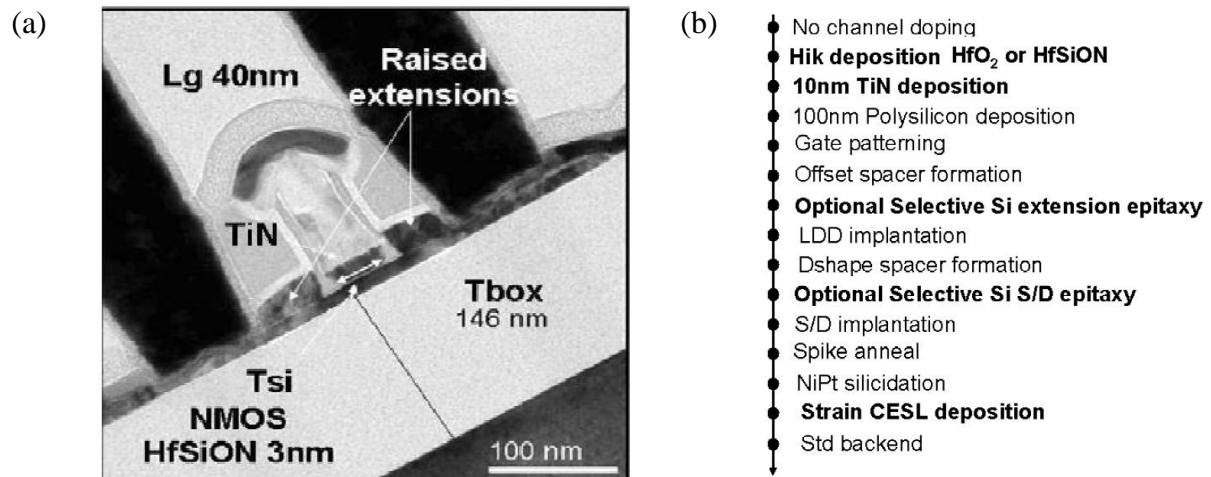 (a)
Lg 40nm
Raised
extensions
TiN
Tbox
146 nm
Tsi
NMOS
HfSiON 3nm
100 nm
(b)
No channel doping
Hik deposition HfO₂ or HfSiON
10nm TiN deposition
100nm Polysilicon deposition
Gate patterning
Offset spacer formation
Optional Selective Si extension epitaxy
LDD implantation
Dshape spacer formation
Optional Selective Si S/D epitaxy
S/D implantation
Spike anneal
NiPt silicidation
Strain CESL deposition
Std backend